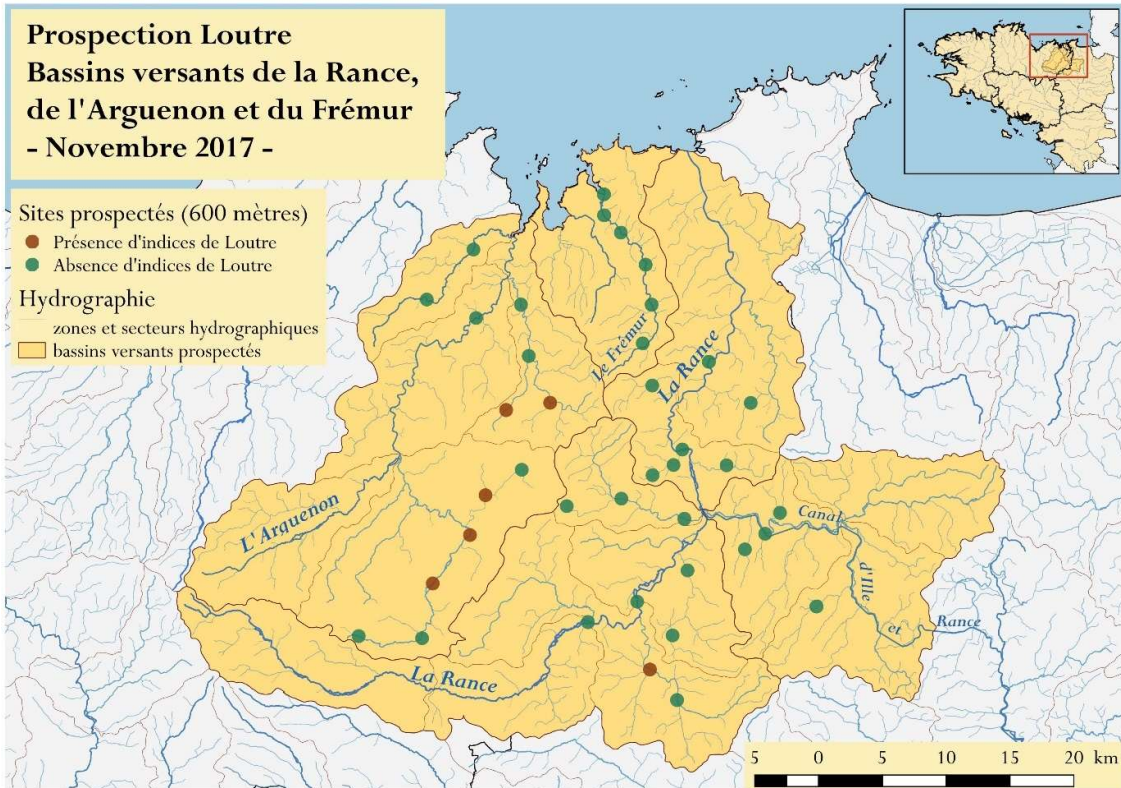 Prospection Loutre
Bassins versants de la Rance,
de l'Arguenon et du Frémur
- Novembre 2017 -
Sites prospectés (600 mètres)
Présence d'indices de Loutre
Absence d'indices de Loutre
Hydrographie
zones et secteurs hydrographiques
bassins versants prospectés
Le Frémur
La Rance
L'Arguenon
Canal
d'Ille
et
Rance
La Rance
5 0 5 10 15 20 km